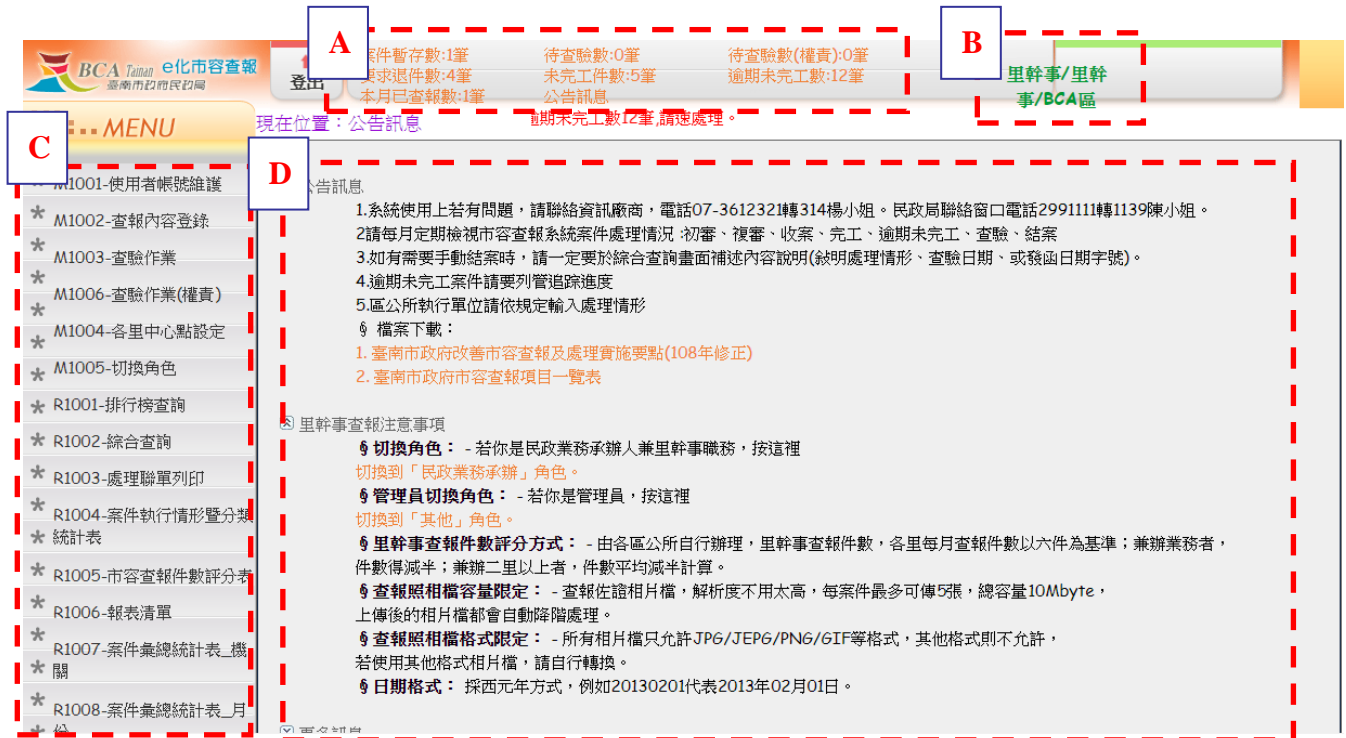 A
B
BCA Tainan e化市容查報
臺南市政府民政局
登出
案件暫存數:1筆 待查驗數:0筆 待查驗數(權責):0筆
要求退件數:4筆 未完工件數:5筆 逾期未完工數:12筆
本月已查報數:1筆 公告訊息
里幹事/里幹
事/BCA區
MENU
現在位置：公告訊息
逾期未完工數12筆,請速處理。
C
D
M1001-使用者帳號維護
M1002-查報內容登錄
M1003-查驗作業
M1006-查驗作業(權責)
M1004-各里中心點設定
M1005-切換角色
R1001-排行榜查詢
R1002-綜合查詢
R1003-處理聯單列印
R1004-案件執行情形暨分類
統計表
R1005-市容查報件數評分表
R1006-報表清單
R1007-案件彙總統計表_機
關
R1008-案件彙總統計表_月
份
公告訊息
1.系統使用上若有問題，請聯絡資訊廠商，電話07-3612321轉314楊小姐。民政局聯絡窗口電話2991111轉1139陳小姐。
2請每月定期檢視市容查報系統案件處理情況 :初審、複審、收案、完工、逾期未完工、查驗、結案
3.如有需要手動結案時，請一定要於綜合查詢畫面補述內容說明(敍明處理情形、查驗日期、或發函日期字號)。
4.逾期未完工案件請要列管追踪進度
5.區公所執行單位請依規定輸入處理情形
§ 檔案下載：
1. 臺南市政府改善市容查報及處理實施要點(108年修正)
2. 臺南市政府市容查報項目一覽表
里幹事查報注意事項
§ 切換角色： - 若你是民政業務承辦人兼里幹事職務，按這裡
切換到「民政業務承辦」角色。
§ 管理員切換角色： - 若你是管理員，按這裡
切換到「其他」角色。
§ 里幹事查報件數評分方式： - 由各區公所自行辦理，里幹事查報件數，各里每月查報件數以六件為基準；兼辦業務者，
件數得減半；兼辦二里以上者，件數平均減半計算。
§ 查報照相檔容量限定： - 查報佐證相片檔，解析度不用太高，每案件最多可傳5張，總容量10Mbyte，
上傳後的相片檔都會自動降階處理。
§ 查報照相檔格式限定： - 所有相片檔只允許JPG/JEPG/PNG/GIF等格式，其他格式則不允許，
若使用其他格式相片檔，請自行轉換。
§ 日期格式： 採西元年方式，例如20130201代表2013年02月01日。
更多訊息